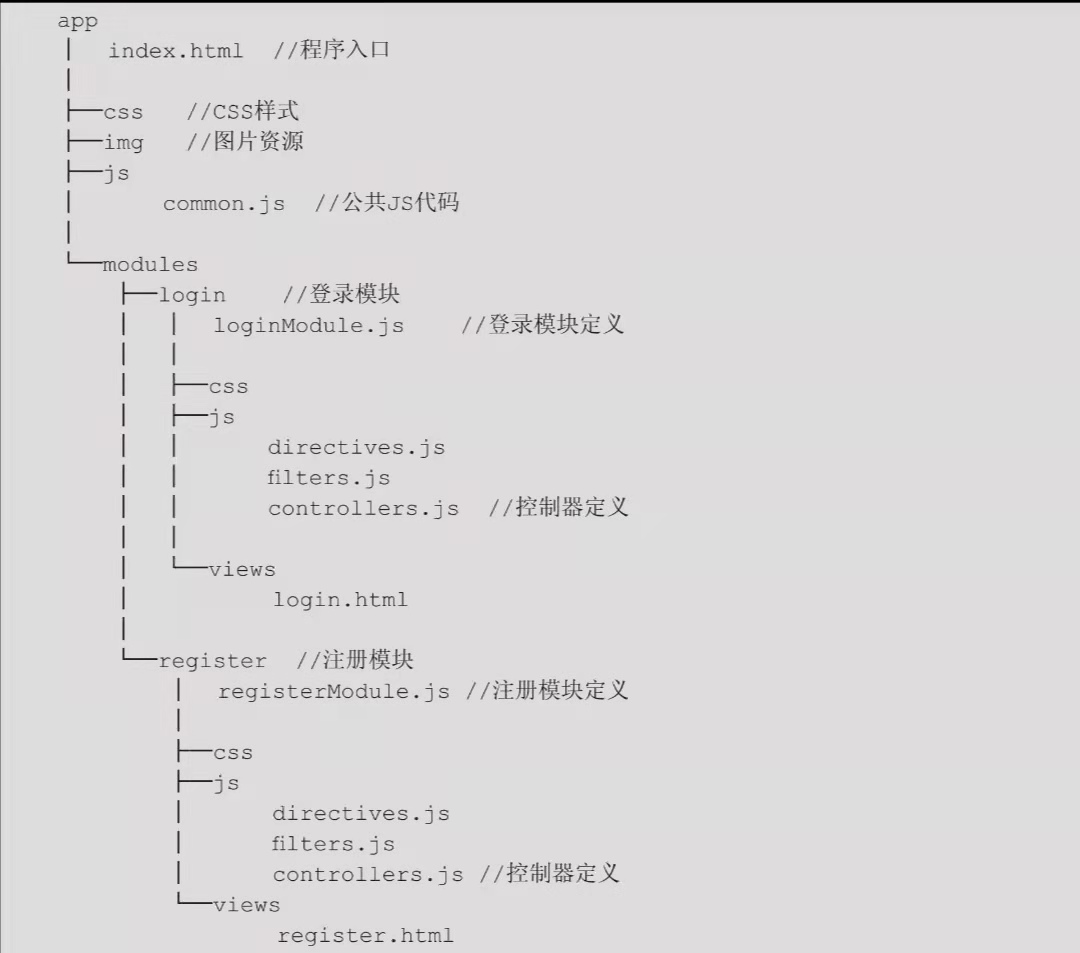 app
│ index.html //程序入口
│
├──css //CSS样式
├──img //图片资源
├──js
│ common.js //公共JS代码
│
└──modules
├──login //登录模块
│ │ loginModule.js //登录模块定义
│ │
│ ├──css
│ ├──js
│ │ directives.js
│ │ filters.js
│ │ controllers.js //控制器定义
│ │
│ └──views
│ login.html
│
└──register //注册模块
│ registerModule.js //注册模块定义
│
├──css
├──js
│ directives.js
│ filters.js
│ controllers.js //控制器定义
└──views
register.html